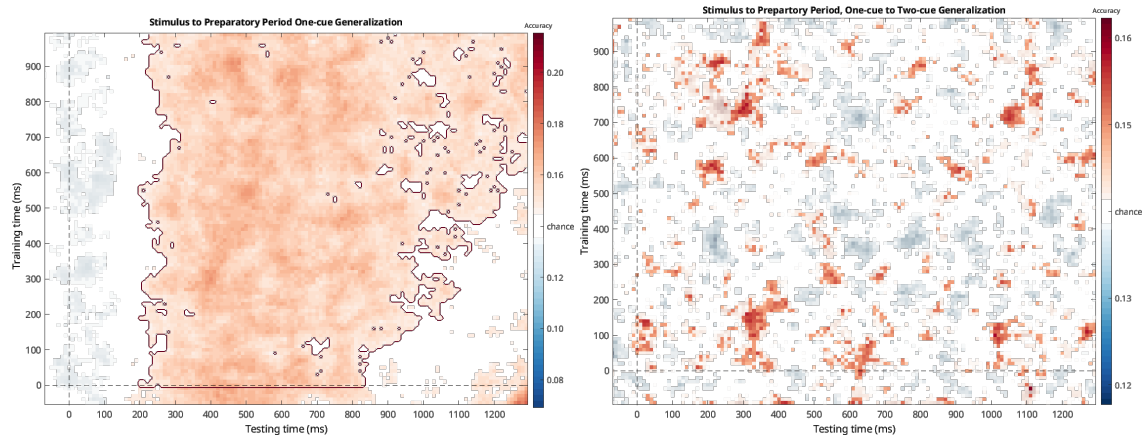 Stimulus to Preparatory Period One-cue Generalization
Accuracy
0.20
0.18
0.16
chance
0.12
0.10
0.08
900
800
700
600
500
400
300
200
100
0
Training time (ms)
0 100 200 300 400 500 600 700 800 900 1000 1100 1200
Testing time (ms)
Stimulus to Prepartory Period, One-cue to Two-cue Generalization
Accuracy
0.16
0.15
chance
0.13
0.12
900
800
700
600
500
400
300
200
100
0
Training time (ms)
0 100 200 300 400 500 600 700 800 900 1000 1100 1200
Testing time (ms)